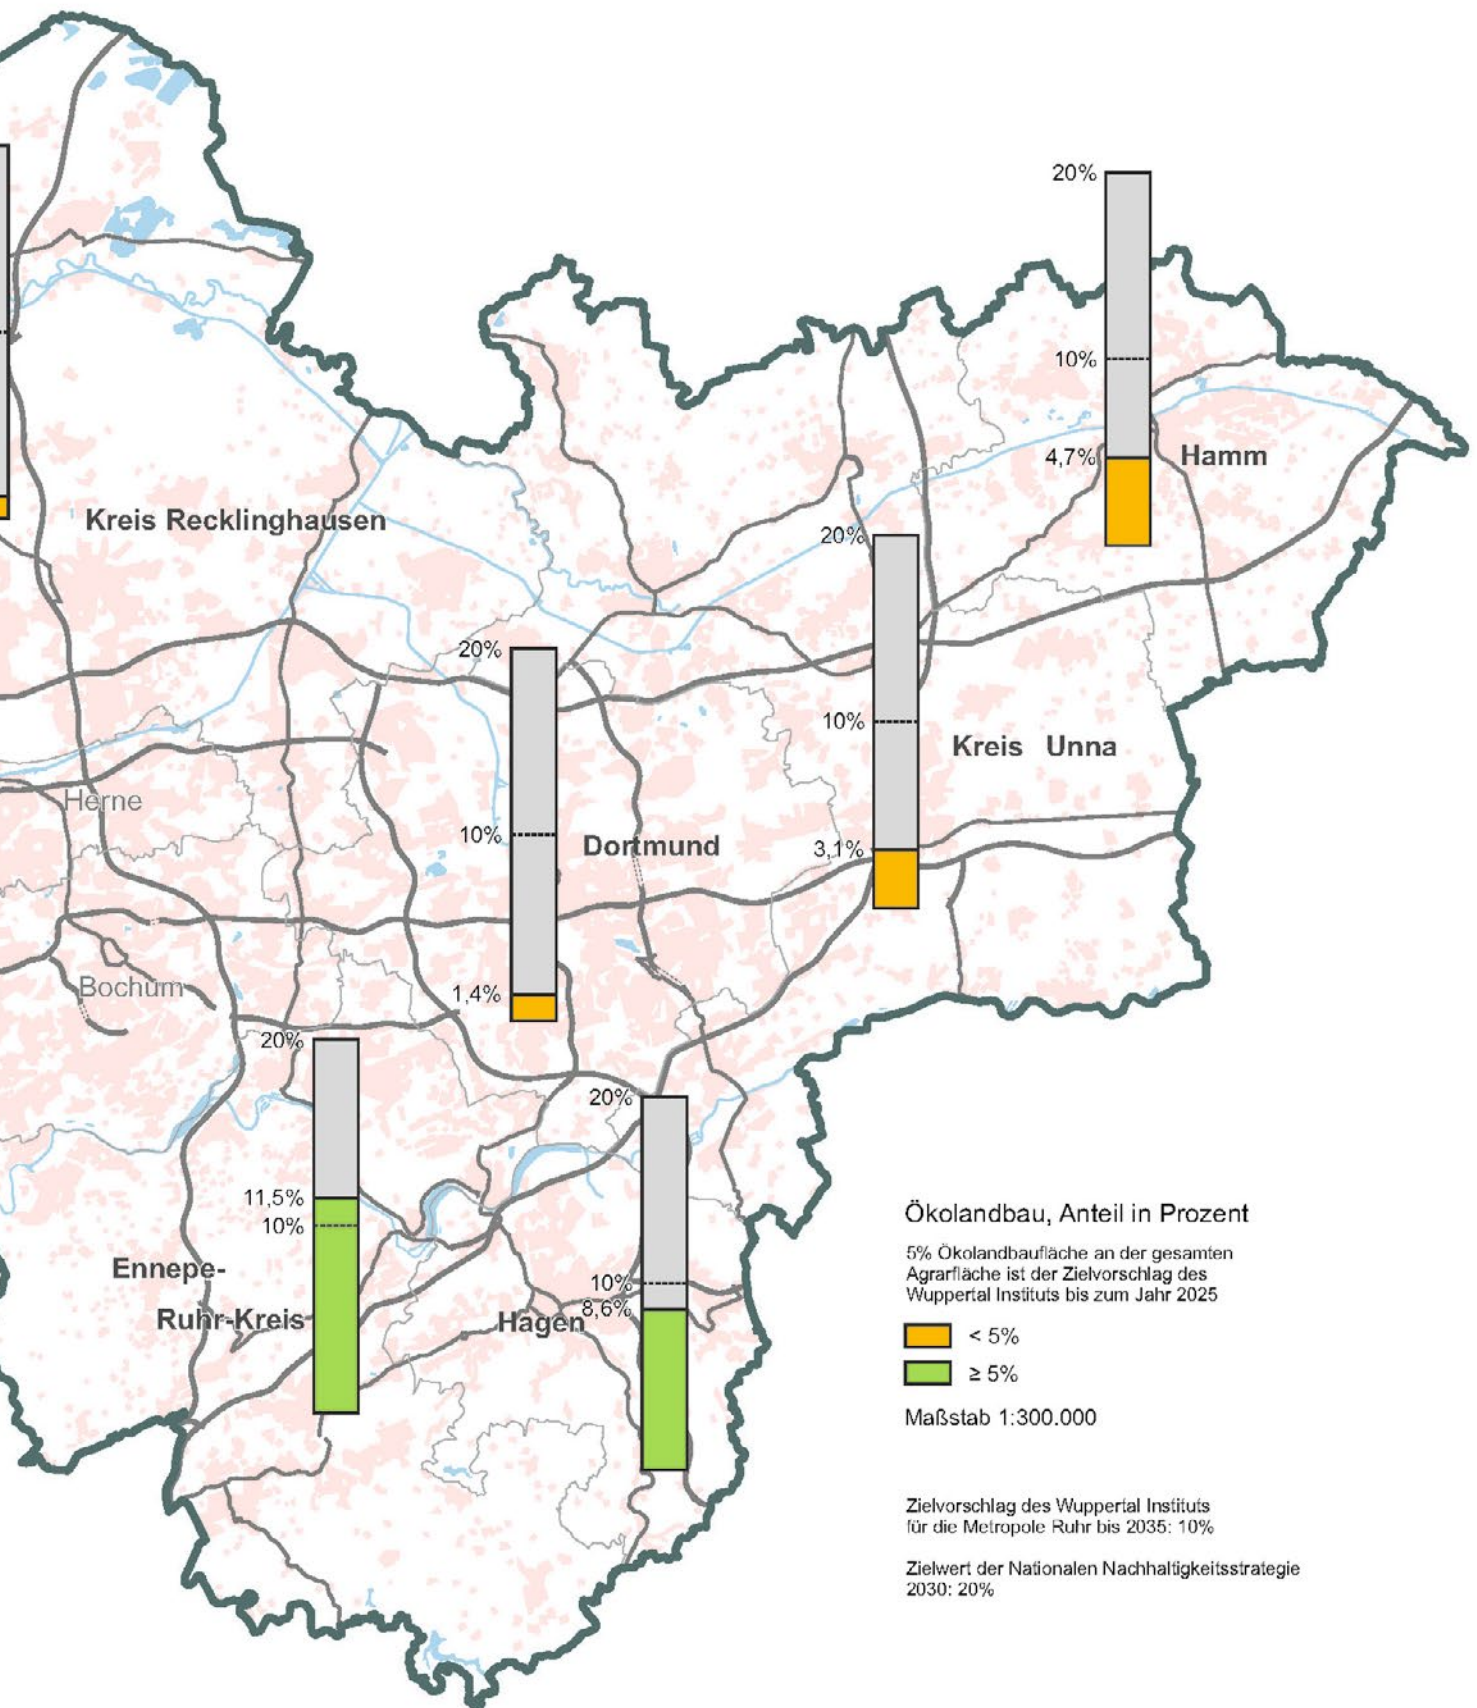 20%
10%
4,7%
Hamm
Kreis Recklinghausen
20%
10%
3,1%
Kreis Unna
20%
10%
1,4%
Dortmund
Herne
Bochum
20%
11,5%
10%
Ennepe-
Ruhr-Kreis
20%
10%
8,6%
Hagen
Ökolandbau, Anteil in Prozent
5% Ökolandbaufläche an der gesamten
Agrarfläche ist der Zielvorschlag des
Wuppertal Instituts bis zum Jahr 2025
< 5%
≥ 5%
Maßstab 1:300.000
Zielvorschlag des Wuppertal Instituts
für die Metropole Ruhr bis 2035: 10%
Zielwert der Nationalen Nachhaltigkeitsstrategie
2030: 20%